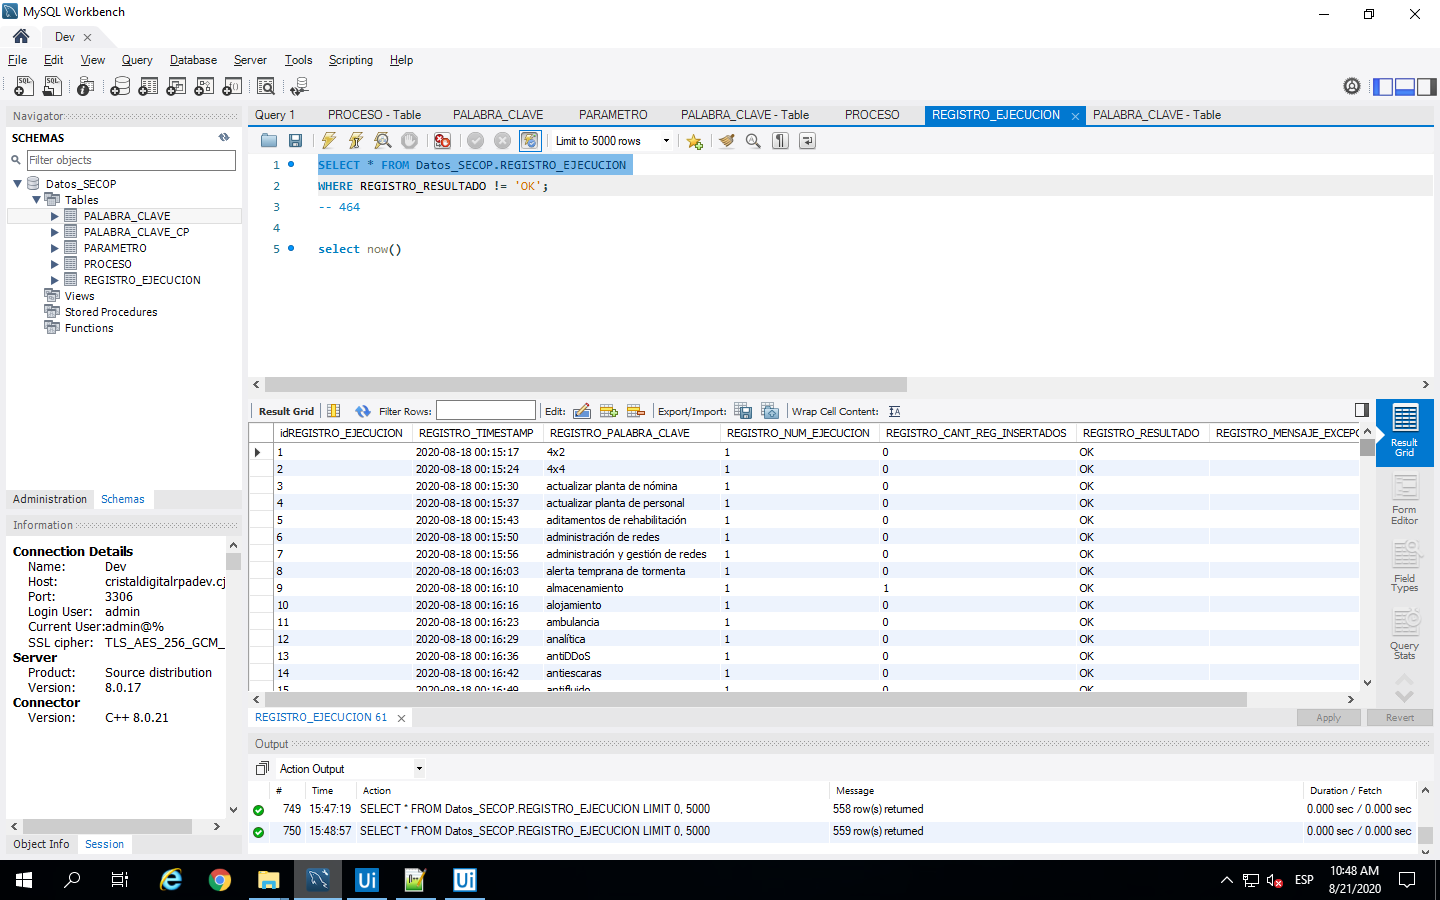 MySQL Workbench
Dev
File Edit View Query Database Server Tools Scripting Help
Navigator
SCHEMAS
Filter objects
Datos_SECOP
Tables
PALABRA_CLAVE
PALABRA_CLAVE_CP
PARAMETRO
PROCESO
REGISTRO_EJECUCION
Views
Stored Procedures
Functions
Administration Schemas
Information
Connection Details
Name: Dev
Host: cristaldigitalrpadev.cj
Port: 3306
Login User: admin
Current User: admin@%
SSL cipher: TLS_AES_256_GCM_
Server
Product: Source distribution
Version: 8.0.17
Connector
Version: C++ 8.0.21
Object Info Session
Query 1 PROCESO - Table PALABRA_CLAVE PARAMETRO PALABRA_CLAVE - Table PROCESO REGISTRO_EJECUCION PALABRA_CLAVE - Table
Limit to 5000 rows
1 SELECT * FROM Datos_SECOP.REGISTRO_EJECUCION
2 WHERE REGISTRO_RESULTADO != 'OK';
3 -- 464
4
5 select now()
Result Grid Filter Rows: Edit: Export/Import: Wrap Cell Content:
idREGISTRO_EJECUCION REGISTRO_TIMESTAMP REGISTRO_PALABRA_CLAVE REGISTRO_NUM_EJECUCION REGISTRO_CANT_REG_INSERTADOS REGISTRO_RESULTADO REGISTRO_MENSAJE_EXCEPC
1 2020-08-18 00:15:17 4x2 1 0 OK
2 2020-08-18 00:15:24 4x4 1 0 OK
3 2020-08-18 00:15:30 actualizar planta de nómina 1 0 OK
4 2020-08-18 00:15:37 actualizar planta de personal 1 0 OK
5 2020-08-18 00:15:43 aditamentos de rehabilitación 1 0 OK
6 2020-08-18 00:15:50 administración de redes 1 0 OK
7 2020-08-18 00:15:56 administración y gestión de redes 1 0 OK
8 2020-08-18 00:16:03 alerta temprana de tormenta 1 0 OK
9 2020-08-18 00:16:10 almacenamiento 1 1 OK
10 2020-08-18 00:16:16 alojamiento 1 0 OK
11 2020-08-18 00:16:23 ambulancia 1 0 OK
12 2020-08-18 00:16:29 analítica 1 0 OK
13 2020-08-18 00:16:36 antiDDoS 1 0 OK
14 2020-08-18 00:16:42 antiescaras 1 0 OK
15 2020-08-18 00:16:49 antifluido 1 0 OK
Result Grid
Form Editor
Field Types
Query Stats
REGISTRO_EJECUCION 61
Apply Revert
Output
Action Output
# Time Action Message Duration / Fetch
749 15:47:19 SELECT * FROM Datos_SECOP.REGISTRO_EJECUCION LIMIT 0, 5000 558 row(s) returned 0.000 sec / 0.000 sec
750 15:48:57 SELECT * FROM Datos_SECOP.REGISTRO_EJECUCION LIMIT 0, 5000 559 row(s) returned 0.000 sec / 0.000 sec
ESP
10:48 AM
8/21/2020